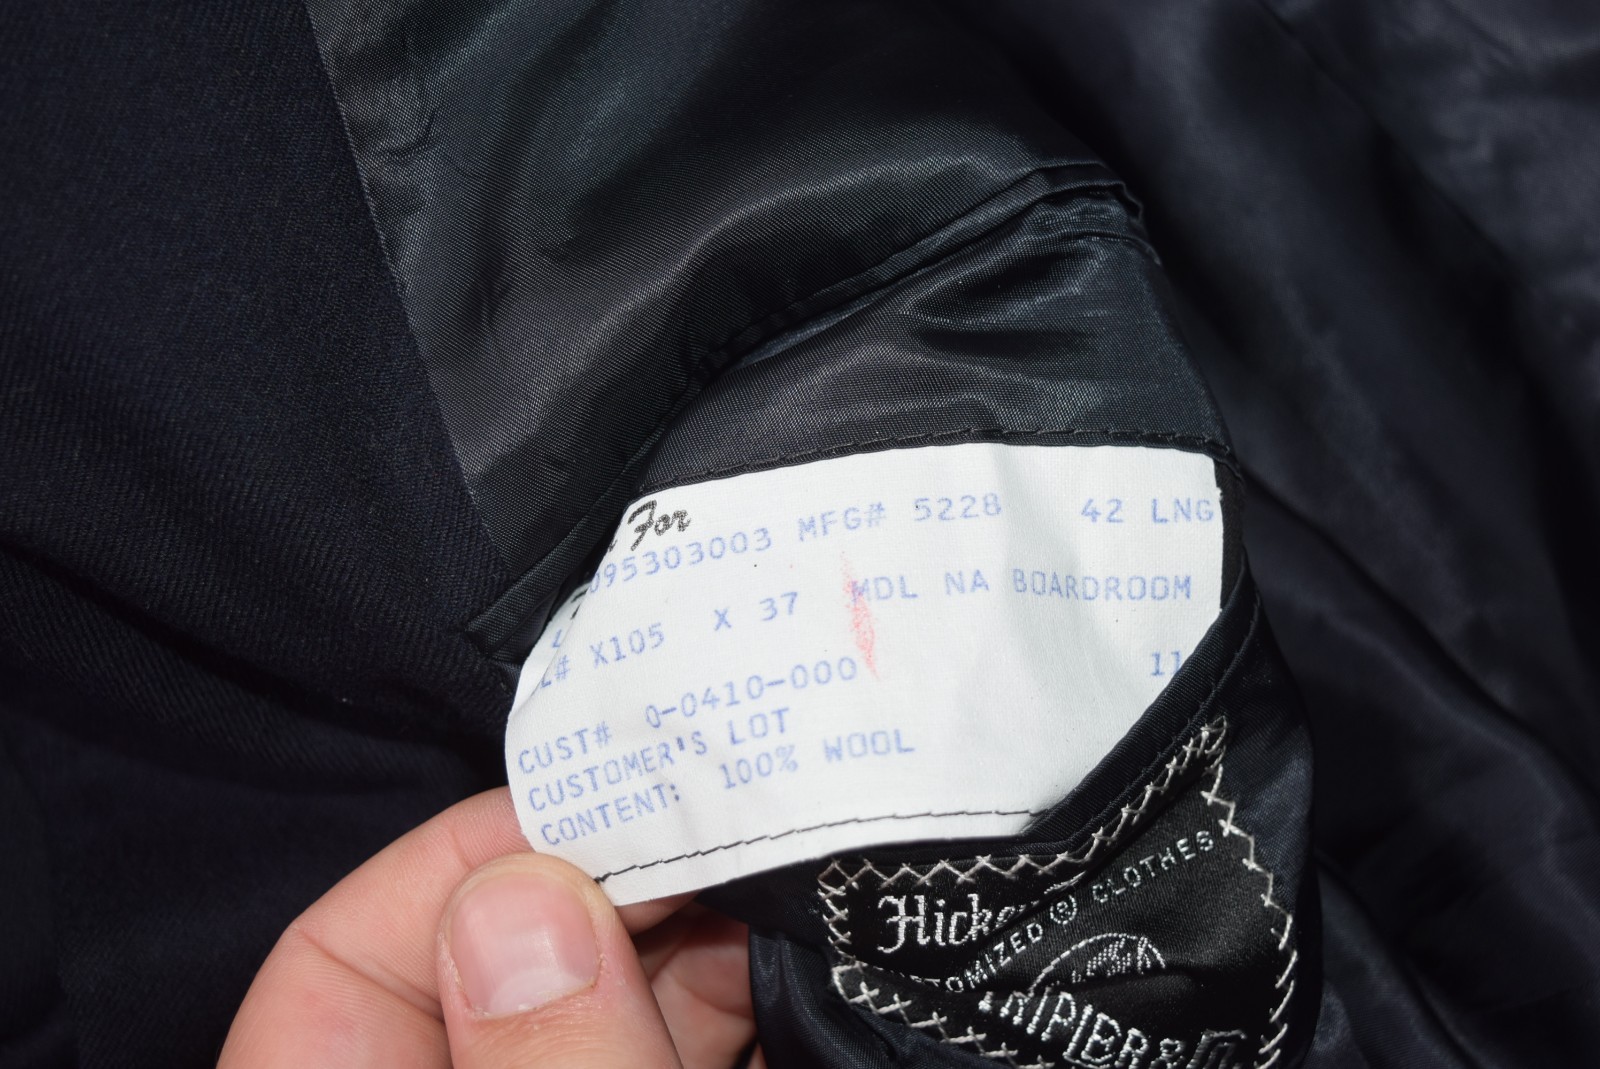 For
095303003 MFG# 5228 42 LNG
X105 X 37 MDL NA BOARDROOM
CUST# 0-0410-000 11
CUSTOMER'S LOT
CONTENT: 100% WOOL
CLOTHES